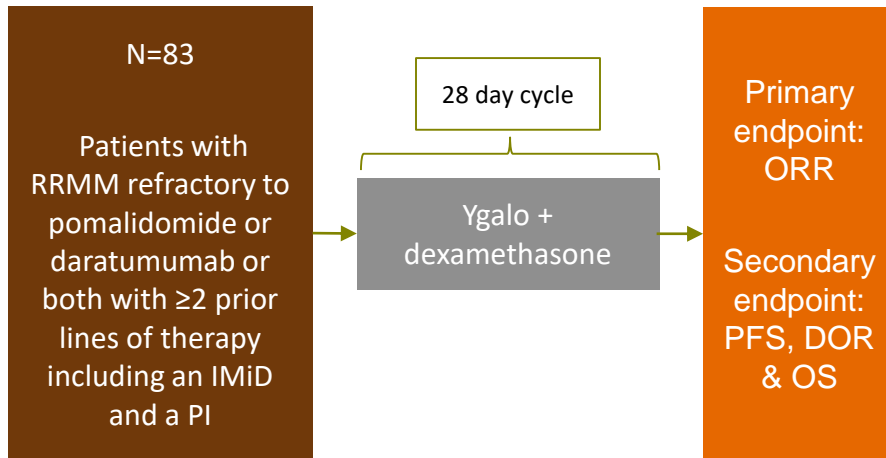 N=83
Patients with
RRMM refractory to
pomalidomide or
daratumumab or
both with ≥2 prior
lines of therapy
including an IMiD
and a PI
28 day cycle
Ygalo +
dexamethasone
Primary
endpoint:
ORR
Secondary
endpoint:
PFS, DOR
& OS